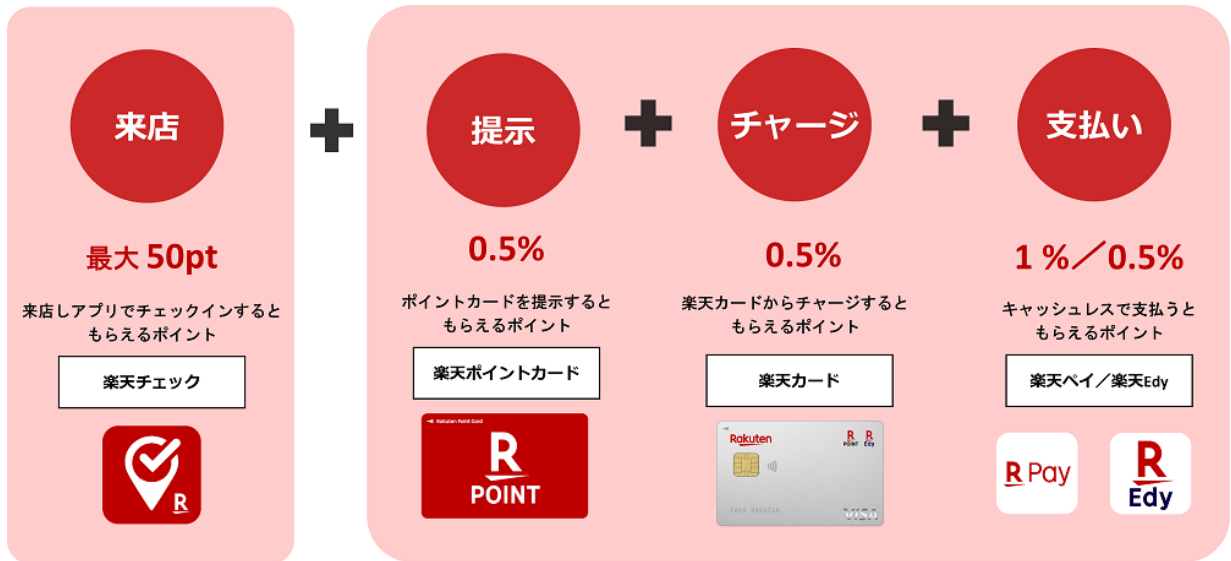 来店
最大 50pt
来店しアプリでチェックインすると
もらえるポイント
楽天チェック
R
提示
0.5%
ポイントカードを提示すると
もらえるポイント
楽天ポイントカード
Rakuten Point Card
R
POINT
チャージ
0.5%
楽天カードからチャージすると
もらえるポイント
楽天カード
Rakuten
R POINT
R Edy
TARO RAKUTEN
VISA
支払い
1 %／0.5%
キャッシュレスで支払うと
もらえるポイント
楽天ペイ／楽天Edy
R Pay
R
Edy